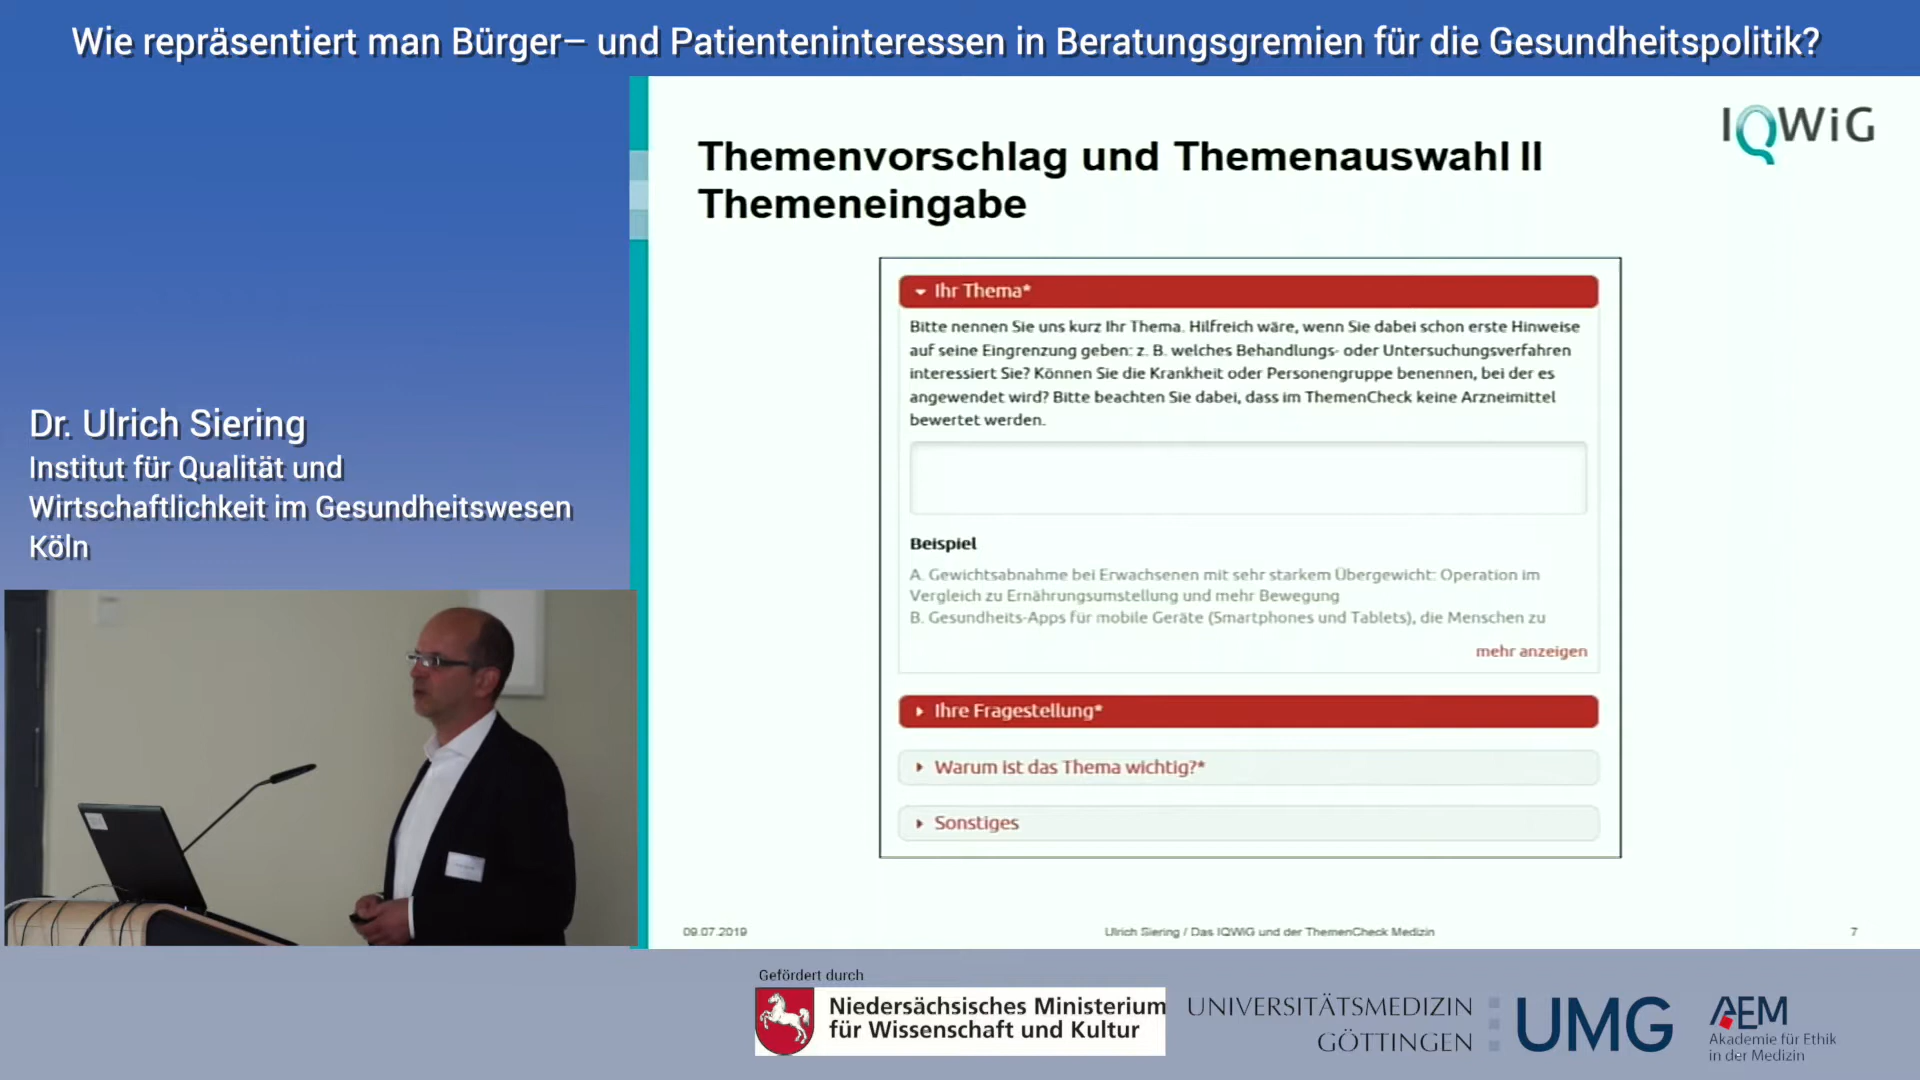 Wie repräsentiert man Bürger– und Patienteninteressen in Beratungsgremien für die Gesundheitspolitik?
IQWiG
Themenvorschlag und Themenauswahl II
Themeneingabe
Ihr Thema*
Bitte nennen Sie uns kurz Ihr Thema. Hilfreich wäre, wenn Sie dabei schon erste Hinweise
auf seine Eingrenzung geben: z. B. welches Behandlungs- oder Untersuchungsverfahren
interessiert Sie? Können Sie die Krankheit oder Personengruppe benennen, bei der es
angewendet wird? Bitte beachten Sie dabei, dass im ThemenCheck keine Arzneimittel
bewertet werden.
Beispiel
A. Gewichtsabnahme bei Erwachsenen mit sehr starkem Übergewicht: Operation im
Vergleich zu Ernährungsumstellung und mehr Bewegung
B. Gesundheits-Apps für mobile Geräte (Smartphones und Tablets), die Menschen zu
mehr anzeigen
Ihre Fragestellung*
Warum ist das Thema wichtig?*
Sonstiges
09.07.2019
Ulrich Siering / Das IQWiG und der ThemenCheck Medizin
7
Dr. Ulrich Siering
Institut für Qualität und
Wirtschaftlichkeit im Gesundheitswesen
Köln
Gefördert durch
Niedersächsisches Ministerium
für Wissenschaft und Kultur
UNIVERSITÄTSMEDIZIN
GÖTTINGEN
UMG
AEM
Akademie für Ethik
in der Medizin